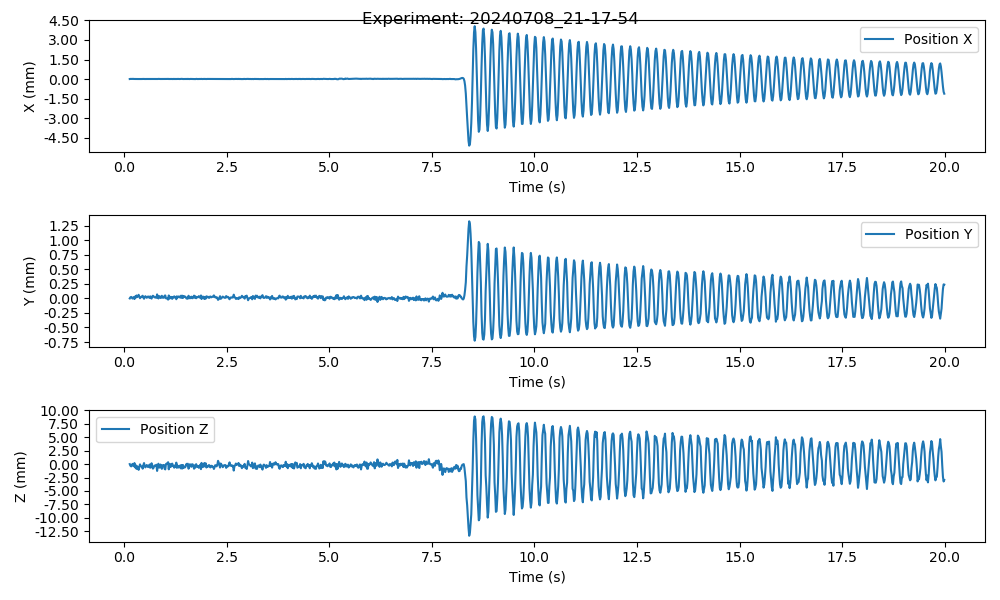 Experiment: 20240708_21-17-54
4.50
3.00
1.50
0.00
-1.50
-3.00
-4.50
X (mm)
Position X
0.0 2.5 5.0 7.5 10.0 12.5 15.0 17.5 20.0
Time (s)
1.25
1.00
0.75
0.50
0.25
0.00
-0.25
-0.50
-0.75
Y (mm)
Position Y
0.0 2.5 5.0 7.5 10.0 12.5 15.0 17.5 20.0
Time (s)
10.00
7.50
5.00
2.50
0.00
-2.50
-5.00
-7.50
-10.00
-12.50
Z (mm)
Position Z
0.0 2.5 5.0 7.5 10.0 12.5 15.0 17.5 20.0
Time (s)